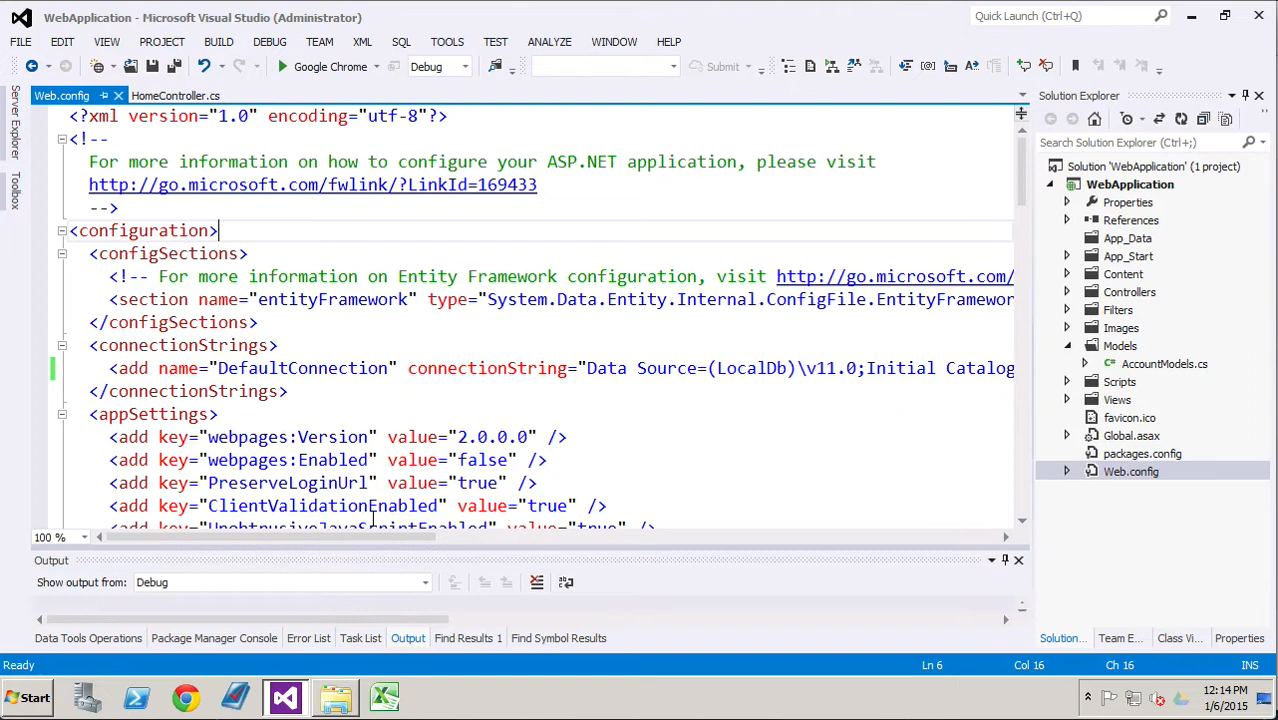 WebApplication - Microsoft Visual Studio (Administrator)
Quick Launch (Ctrl+Q)
FILE EDIT VIEW PROJECT BUILD DEBUG TEAM XML SQL TOOLS TEST ANALYZE WINDOW HELP
Google Chrome Debug Submit
Server Explorer
Toolbox
Web.config HomeController.cs
<?xml version="1.0" encoding="utf-8"?>
<!--
For more information on how to configure your ASP.NET application, please visit
http://go.microsoft.com/fwlink/?LinkId=169433
-->
<configuration>
<configSections>
<!-- For more information on Entity Framework configuration, visit http://go.microsoft.com/
<section name="entityFramework" type="System.Data.Entity.Internal.ConfigFile.EntityFramewor
</configSections>
<connectionStrings>
<add name="DefaultConnection" connectionString="Data Source=(LocalDb)\v11.0;Initial Catalog
</connectionStrings>
<appSettings>
<add key="webpages:Version" value="2.0.0.0" />
<add key="webpages:Enabled" value="false" />
<add key="PreserveLoginUrl" value="true" />
<add key="ClientValidationEnabled" value="true" />
<add key="UnobtrusiveJavaScriptEnabled" value="true" />
100 %
Output
Show output from: Debug
Data Tools Operations Package Manager Console Error List Task List Output Find Results 1 Find Symbol Results
Solution Explorer
Search Solution Explorer (Ctrl+;)
Solution 'WebApplication' (1 project)
WebApplication
Properties
References
App_Data
App_Start
Content
Controllers
Filters
Images
Models
AccountModels.cs
Scripts
Views
favicon.ico
Global.asax
packages.config
Web.config
Solution... Team E... Class Vi... Properties
Ready Ln 6 Col 16 Ch 16 INS
Start
12:14 PM
1/6/2015